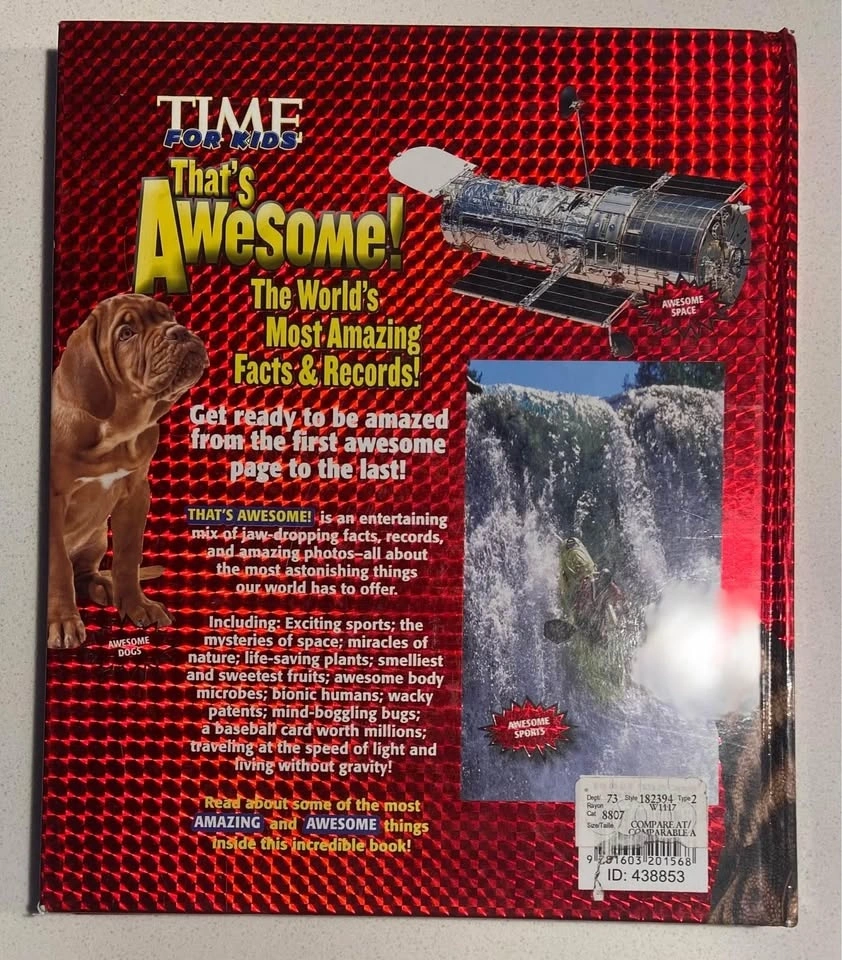 TIME
FOR KIDS
That's
Awesome!
The World's
Most Amazing
Facts & Records!
Get ready to be amazed
from the first awesome
page to the last!
THAT'S AWESOME! is an entertaining
mix of jaw-dropping facts, records,
and amazing photos–all about
the most astonishing things
our world has to offer.
Including: Exciting sports; the
mysteries of space; miracles of
nature; life-saving plants; smelliest
and sweetest fruits; awesome body
microbes; bionic humans; wacky
patents; mind-boggling bugs;
a baseball card worth millions;
traveling at the speed of light and
living without gravity!
Read about some of the most
AMAZING and AWESOME things
inside this incredible book!
AWESOME
DOGS
AWESOME
SPACE
AWESOME
SPORTS
Dept/ 73 Style 182394 Type 2
Rayon W1117
Cat 8807
Size/Taille COMPARE AT/
COMPARABLE A
9 781603 201568
ID: 438853